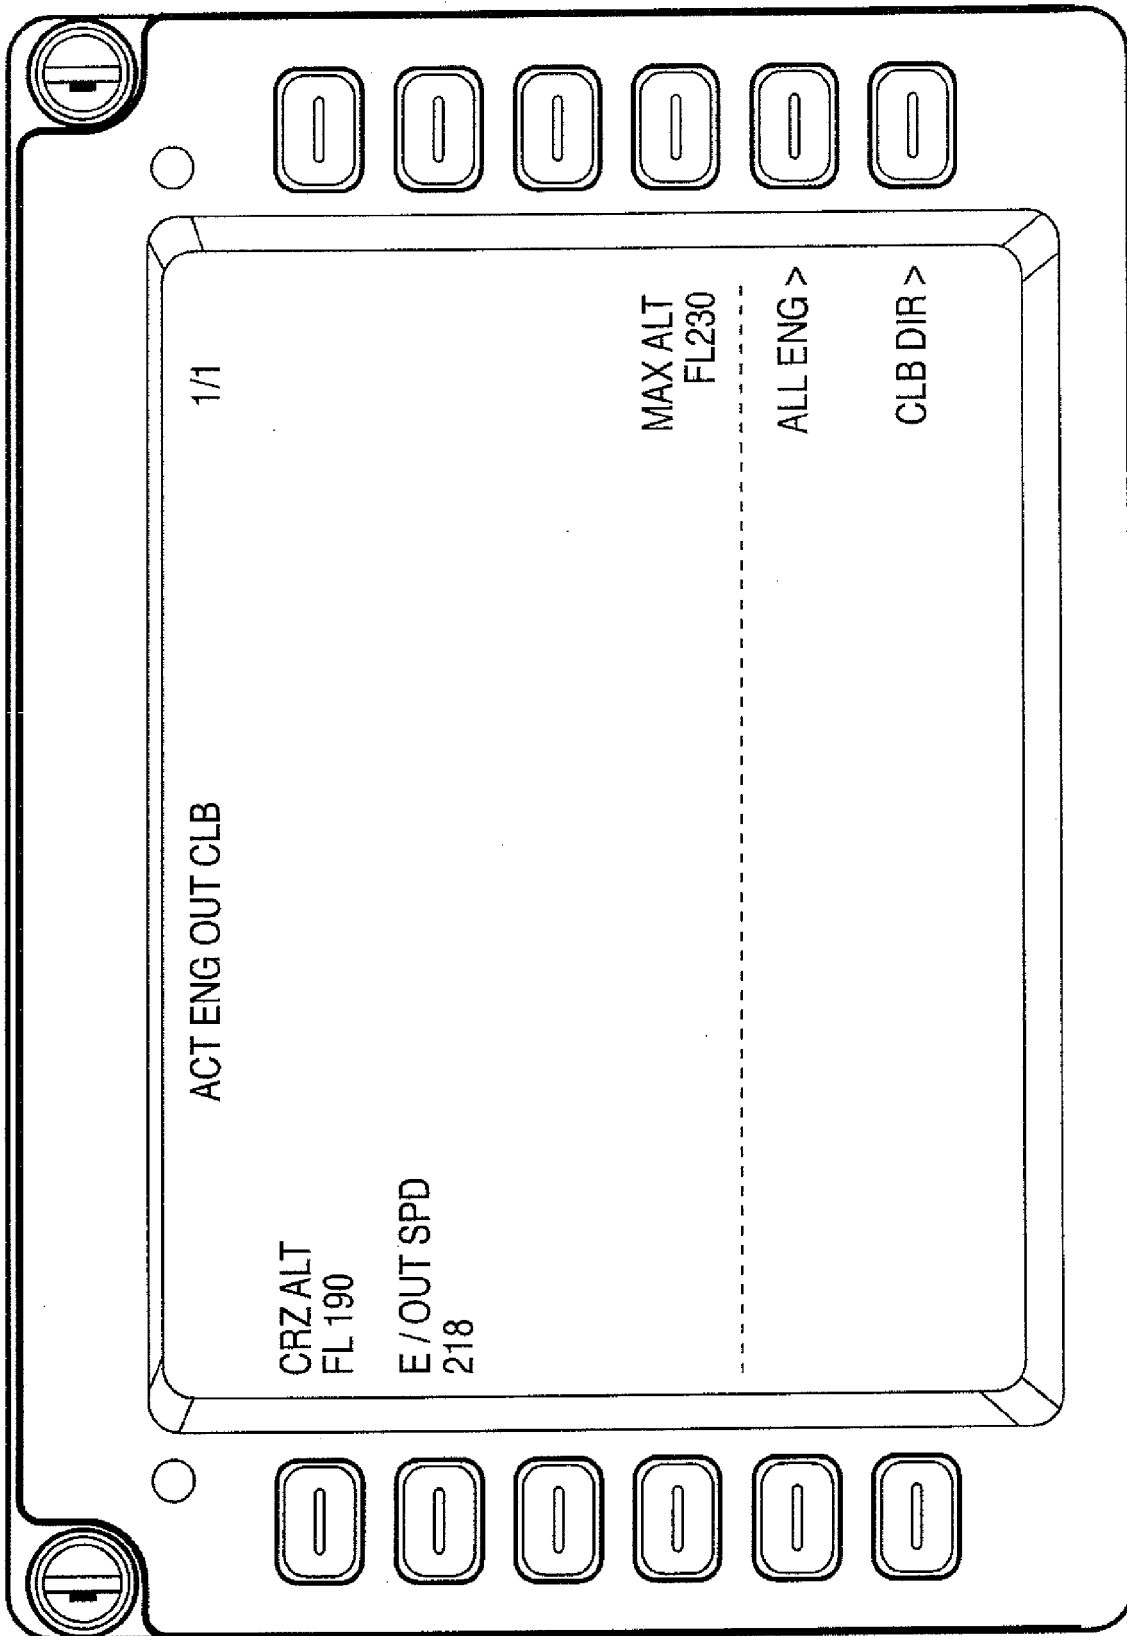 ACT ENG OUT CLB 1/1
CRZ ALT
FL 190
E / OUT SPD
218
MAX ALT
FL230
ALL ENG >
CLB DIR >